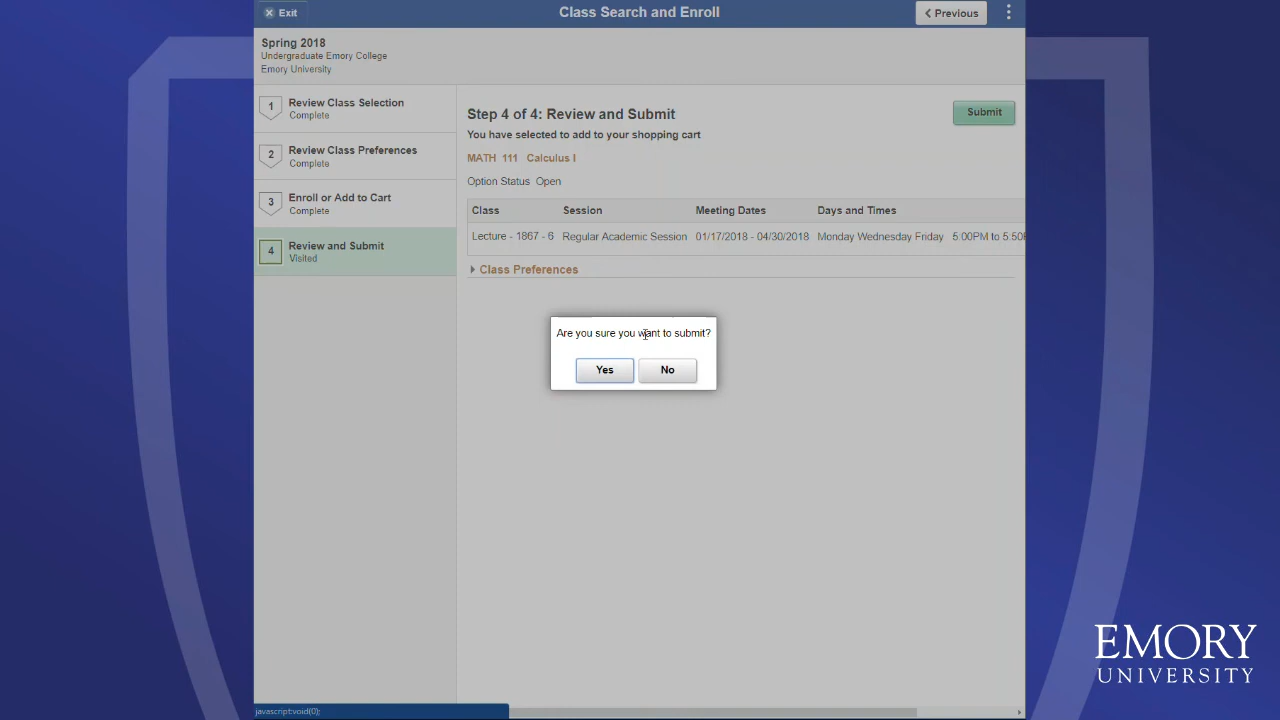 Exit
Class Search and Enroll
Previous
Spring 2018
Undergraduate Emory College
Emory University
1
Review Class Selection
Complete
2
Review Class Preferences
Complete
3
Enroll or Add to Cart
Complete
4
Review and Submit
Visited
Step 4 of 4: Review and Submit
Submit
You have selected to add to your shopping cart
MATH 111 Calculus I
Option Status Open
Class Session Meeting Dates Days and Times
Lecture - 1867 - 6 Regular Academic Session 01/17/2018 - 04/30/2018 Monday Wednesday Friday 5:00PM to 5:50
Class Preferences
Are you sure you want to submit?
Yes No
EMORY
UNIVERSITY
javascript:void(0);